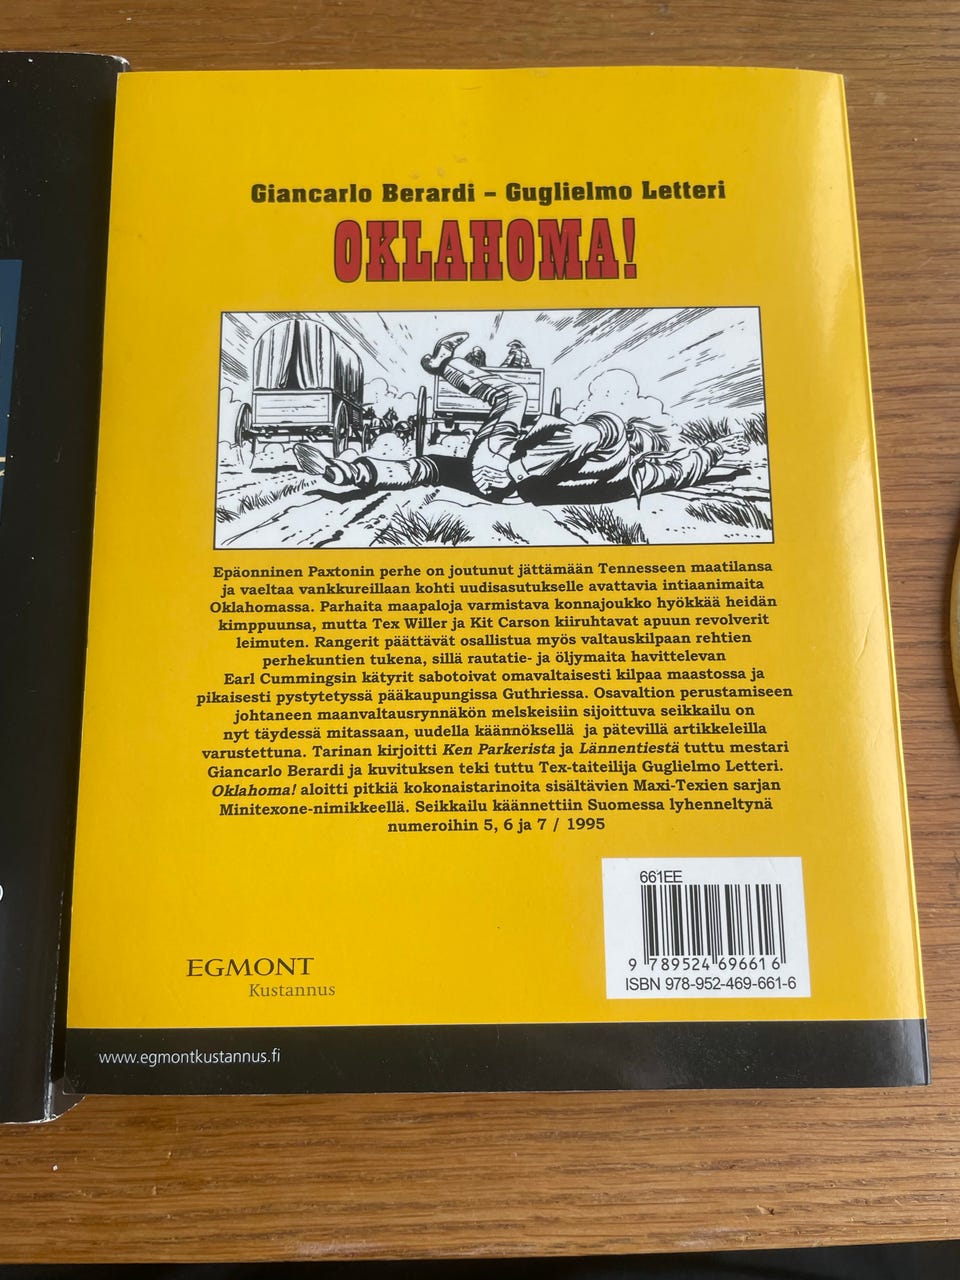 Giancarlo Berardi – Guglielmo Letteri
OKLAHOMA!
Epäonninen Paxtonin perhe on joutunut jättämään Tennesseen maatilansa
ja vaeltaa vankkureillaan kohti uudisasutukselle avattavia intiaanimaita
Oklahomassa. Parhaita maapaloja varmistava konnajoukko hyökkää heidän
kimppuunsa, mutta Tex Willer ja Kit Carson kiiruhtavat apuun revolverit
leimuten. Rangerit päättävät osallistua myös valtauskilpaan rehtien
perhekuntien tukena, sillä rautatie- ja öljymaita havittelevan
Earl Cummingsin kätyrit sabotoivat omavaltaisesti kilpaa maastossa ja
pikaisesti pystytetyssä pääkaupungissa Guthriessa. Osavaltion perustamiseen
johtaneen maanvaltausrynnäkön melskeisiin sijoittuva seikkailu on
nyt täydessä mitassaan, uudella käännöksellä ja pätevillä artikkeleilla
varustettuna. Tarinan kirjoitti Ken Parkerista ja Lännentiestä tuttu mestari
Giancarlo Berardi ja kuvituksen teki tuttu Tex-taiteilija Guglielmo Letteri.
Oklahoma! aloitti pitkiä kokonaistarinoita sisältävien Maxi-Texien sarjan
Minitexone-nimikkeellä. Seikkailu käännettiin Suomessa lyhenneltynä
numeroihin 5, 6 ja 7 / 1995
661EE
9 789524 696616
ISBN 978-952-469-661-6
EGMONT
Kustannus
www.egmontkustannus.fi